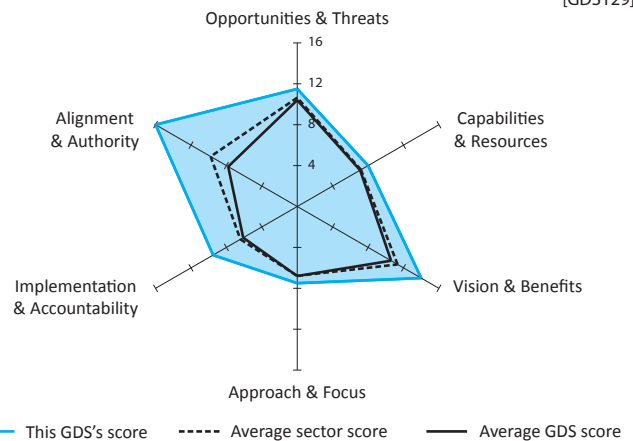 [GDS129]
Opportunities & Threats
16
12
8
4
Alignment
& Authority
Capabilities
& Resources
Implementation
& Accountability
Vision & Benefits
Approach & Focus
This GDS's score
Average sector score
Average GDS score